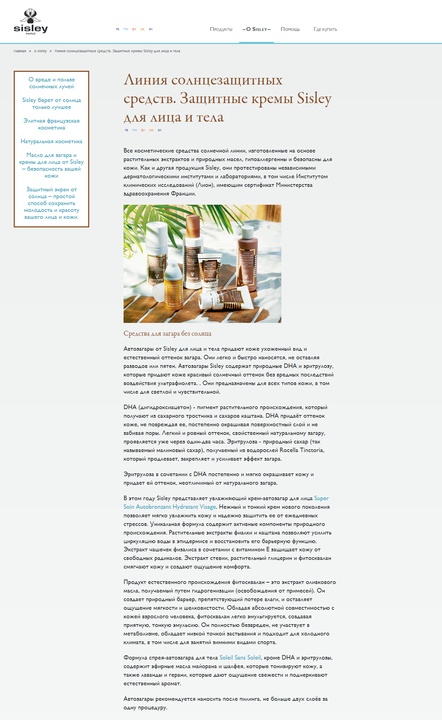 sisley
PARIS
Продукты
–О Sisley–
Помощь
Где купить
Главная » О Sisley » Линия солнцезащитных средств. Защитные кремы Sisley для лица и тела
О вреде и пользе
солнечных лучей
Sisley берет от солнца
только лучшее
Элитная французская
косметика
Натуральная косметика
Масло для загара и
кремы для лица от Sisley
– безопасность вашей
кожи
Защитный экран от
солнца – простой
способ сохранить
молодость и красоту
вашего лица и кожи.
Линия солнцезащитных
средств. Защитные кремы Sisley
для лица и тела
Все косметические средства солнечной линии, изготовленные на основе
растительных экстрактов и природных масел, гипоаллергенны и безопасны для
кожи. Как и другая продукция Sisley, они протестированы независимыми
дерматологическими институтами и лабораториями, в том числе Институтом
клинических исследований (Лион), имеющим сертификат Министерства
здравоохранения Франции.
Средства для загара без солнца
Автозагары от Sisley для лица и тела придают коже ухоженный вид и
естественный оттенок загара. Они легко и быстро наносятся, не оставляя
разводов или пятен. Автозагары Sisley содержат природные DHA и эритрулозу,
которые придают коже красивый солнечный оттенок без вредных последствий
воздействия ультрафиолета. . Они предназначены для всех типов кожи, в том
числе для светлой и чувствительной.
DHA (дигидроксиацетон) - пигмент растительного происхождения, который
получают из сахарного тростника и сахаров каштана. DHA придаёт оттенок
коже, не повреждая ее, постепенно окрашивая поверхностный слой и не
забивая поры. Легкий и ровный оттенок, свойственный натуральному загару,
проявляется уже через один-два часа. Эритрулоза - природный сахар (так
называемый малиновый сахар), получаемый из водорослей Rocella Tinctoria,
который продлевает, закрепляет и усиливает эффект загара.
Эритрулоза в сочетании с DHA постепенно и мягко окрашивает кожу и
придает ей оттенок, неотличимый от натурального загара.
В этом году Sisley представляет увлажняющий крем-автозагар для лица Super
Soin Autobronzant Hydratant Visage. Нежный и тонкий крем нового поколения
позволяет мягко увлажнить кожу и надежно защитить ее от ежедневных
стрессов. Уникальная формула содержит активные компоненты природного
происхождения. Растительные экстракты фиалки и каштана позволяют усилить
циркуляцию воды в эпидермисе и восстановить его барьерную функцию.
Экстракт чашечек физалиса в сочетании с витамином Е защищает кожу от
свободных радикалов. Экстракт стевии, растительный глицерин и фитосквалан
смягчают кожу и создают ощущение комфорта.
Продукт естественного происхождения фитосквалан – это экстракт оливкового
масла, получаемый путем гидрогенизации (освобождения от примесей). Он
создает природный барьер, препятствующий потере влаги, и оставляет
ощущение мягкости и шелковистости. Обладая абсолютной совместимостью с
кожей взрослого человека, фитосквалан легко эмульгируется, создавая
приятную, тонкую эмульсию. Он полностью безвреден, не участвует в
метаболизме, обладает низкой точкой застывания и подходит для холодного
климата, в том числе для занятий зимними видами спорта.
Формула спрея-автозагара для тела Soleil Sans Soleil, кроме DHA и эритрулозы,
содержит эфирные масла майорана и шалфея, которые тонизируют кожу, а
также лаванды и герани, которые дают ощущение свежести и подчеркивают
естественный аромат.
Автозагары рекомендуется наносить после пилинга, не больше двух слоёв за
одну процедуру.